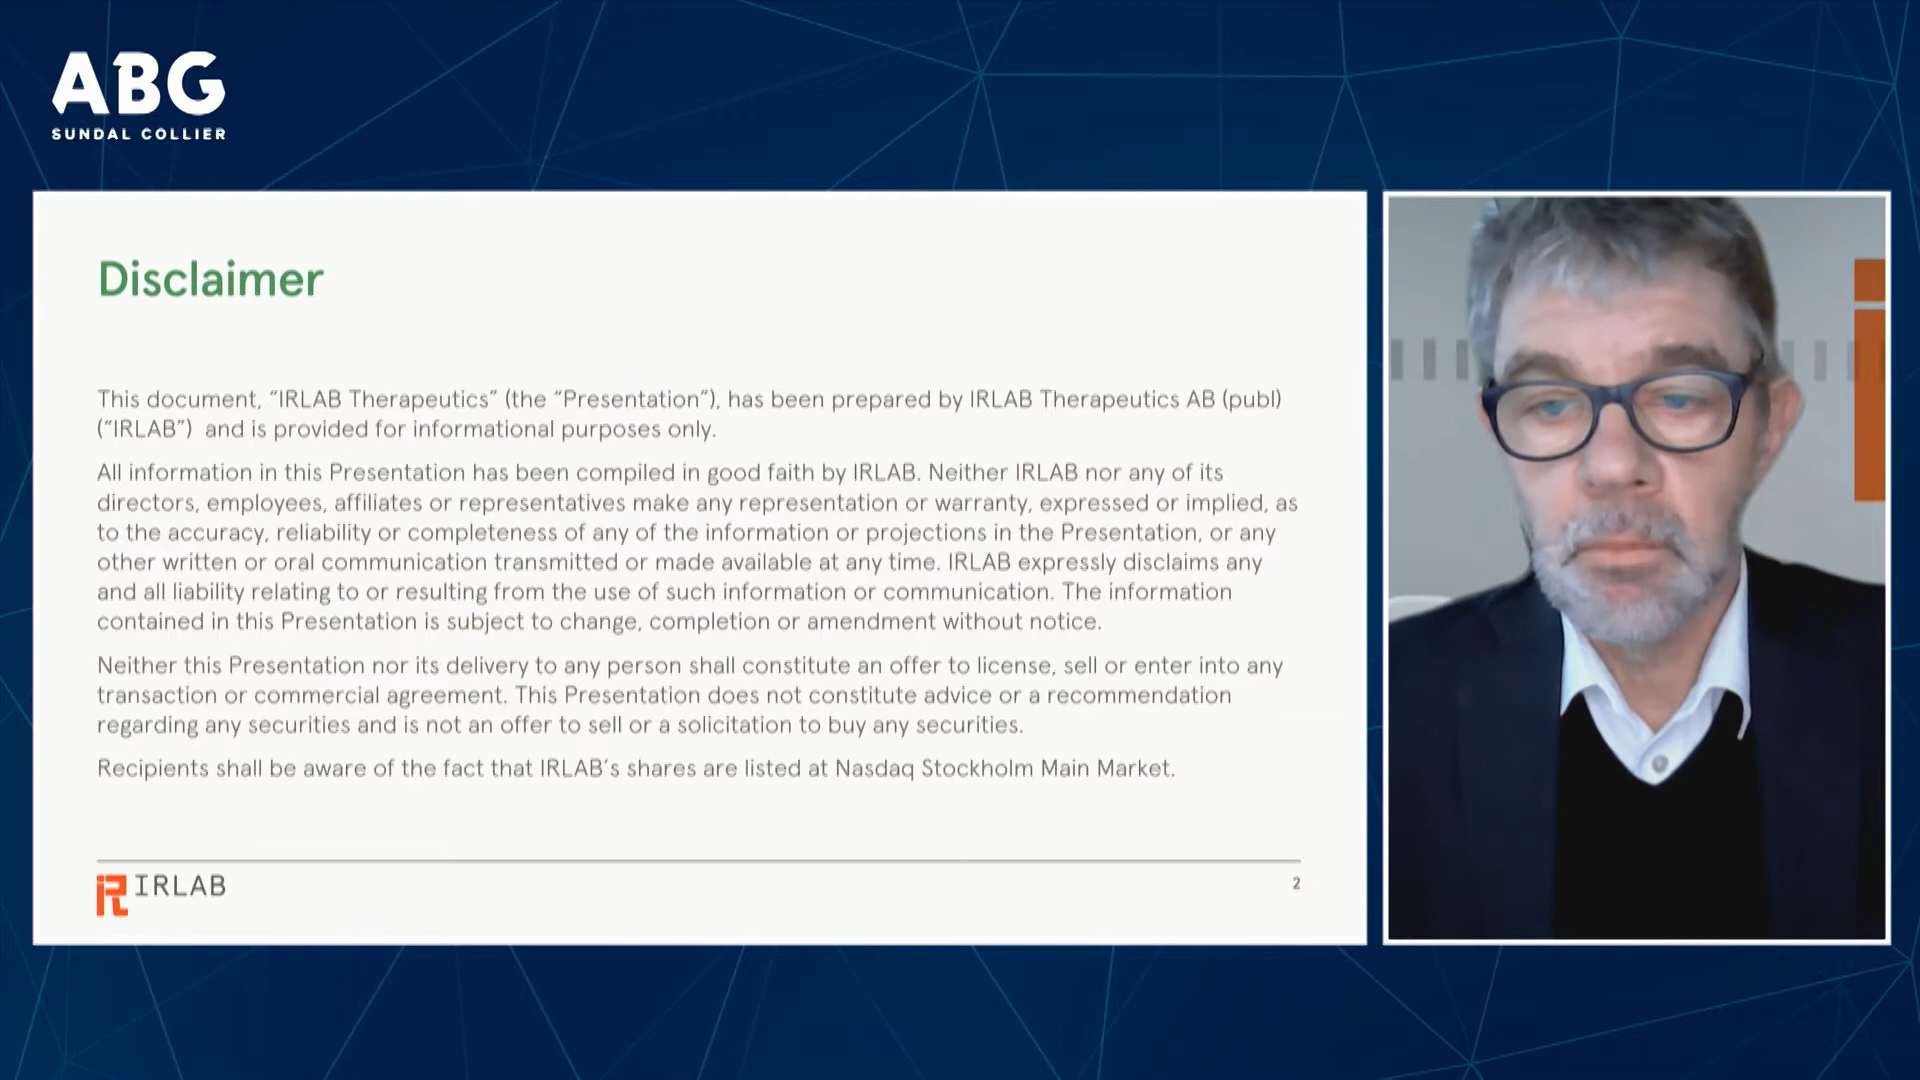 ABG
SUNDAL COLLIER
Disclaimer
This document, “IRLAB Therapeutics” (the “Presentation”), has been prepared by IRLAB Therapeutics AB (publ)
(“IRLAB”) and is provided for informational purposes only.
All information in this Presentation has been compiled in good faith by IRLAB. Neither IRLAB nor any of its
directors, employees, affiliates or representatives make any representation or warranty, expressed or implied, as
to the accuracy, reliability or completeness of any of the information or projections in the Presentation, or any
other written or oral communication transmitted or made available at any time. IRLAB expressly disclaims any
and all liability relating to or resulting from the use of such information or communication. The information
contained in this Presentation is subject to change, completion or amendment without notice.
Neither this Presentation nor its delivery to any person shall constitute an offer to license, sell or enter into any
transaction or commercial agreement. This Presentation does not constitute advice or a recommendation
regarding any securities and is not an offer to sell or a solicitation to buy any securities.
Recipients shall be aware of the fact that IRLAB’s shares are listed at Nasdaq Stockholm Main Market.
IRLAB
2